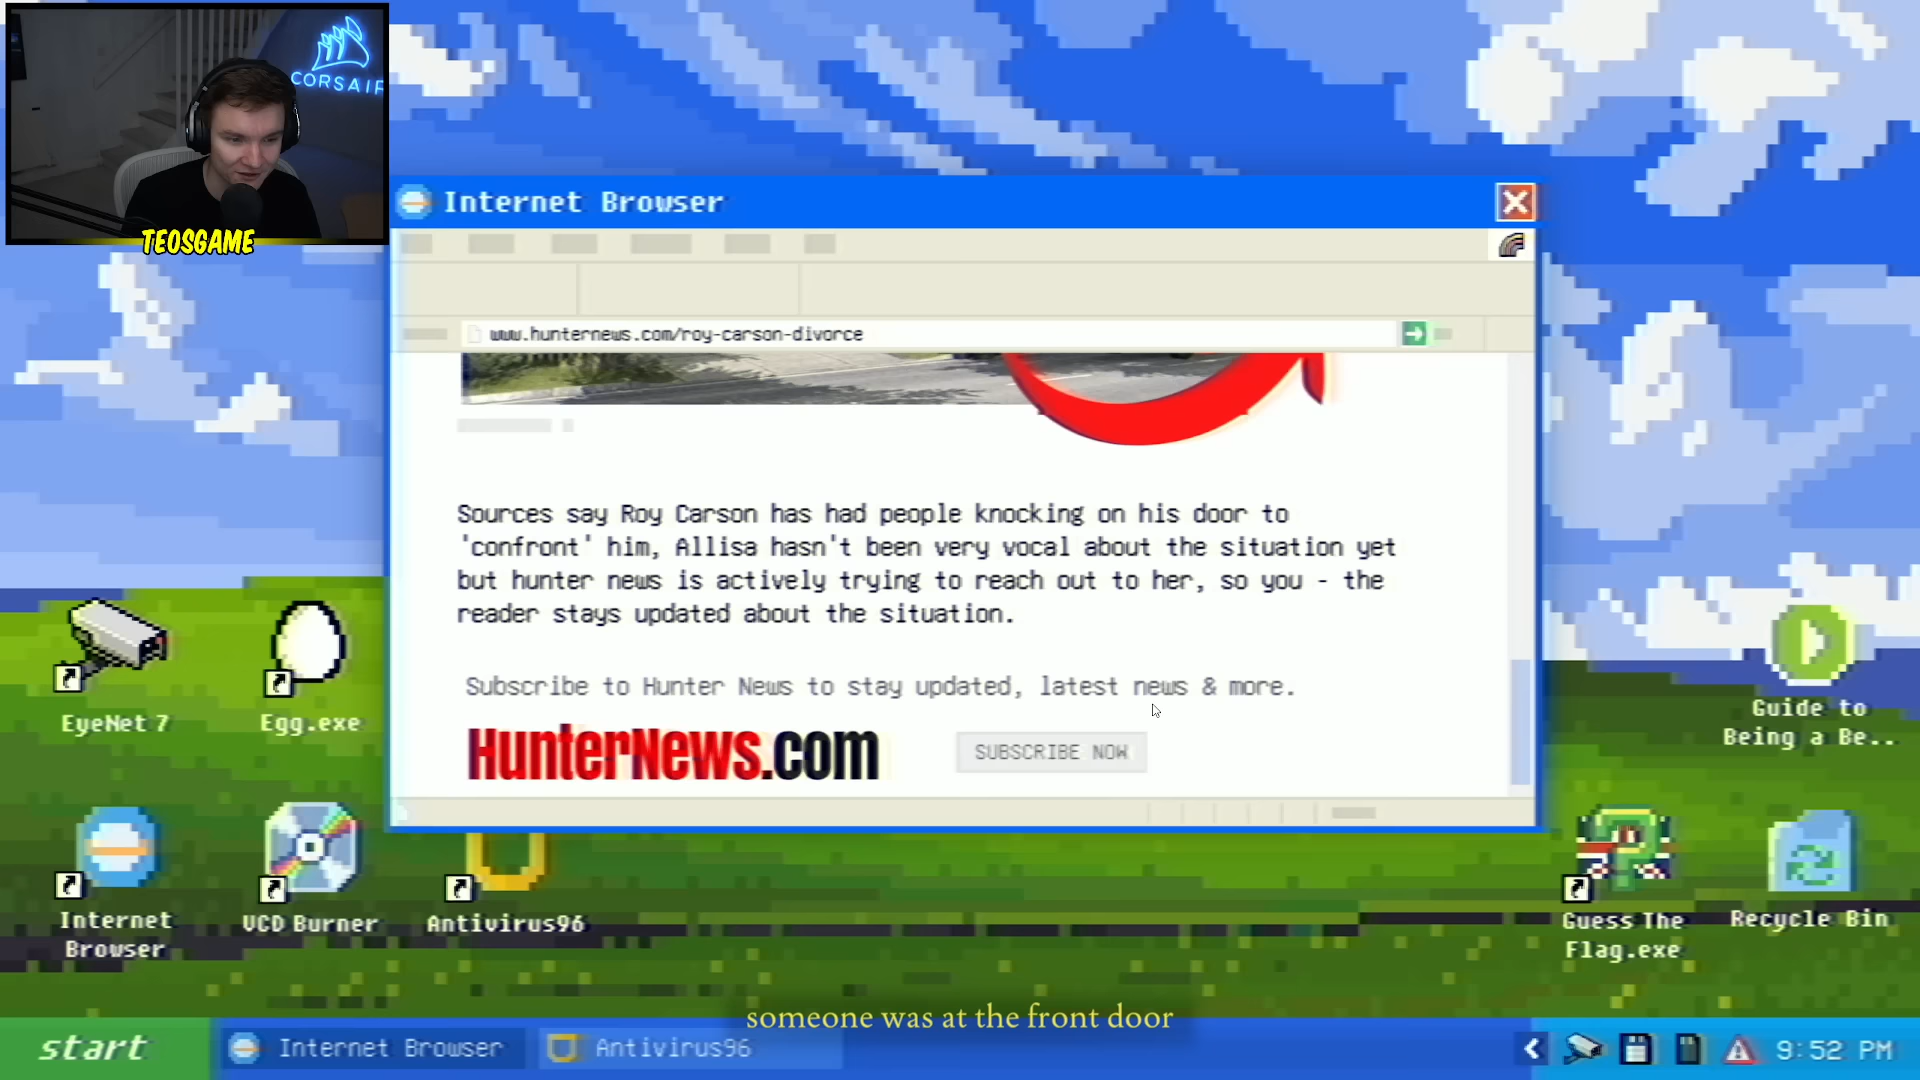 CORSAIR
TEOSGAME
Internet Browser
www.hunternews.com/roy-carson-divorce
Sources say Roy Carson has had people knocking on his door to
'confront' him, Allisa hasn't been very vocal about the situation yet
but hunter news is actively trying to reach out to her, so you - the
reader stays updated about the situation.
Subscribe to Hunter News to stay updated, latest news & more.
HunterNews.com
SUBSCRIBE NOW
EyeNet 7
Egg.exe
Guide to
Being a Be..
Internet
Browser
VCD Burner
Antivirus96
Guess The
Flag.exe
Recycle Bin
someone was at the front door
start
Internet Browser
Antivirus96
9:52 PM